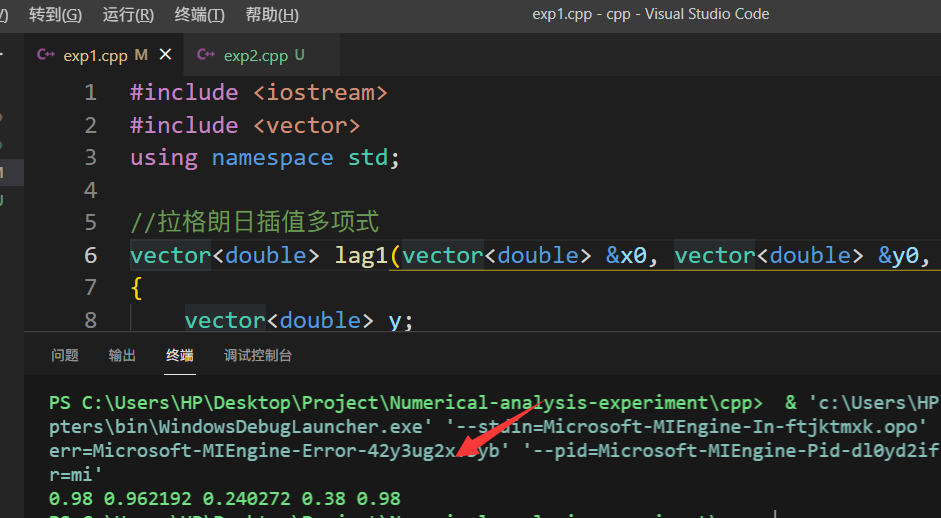 转到(G) 运行(R) 终端(T) 帮助(H) exp1.cpp - cpp - Visual Studio Code
exp1.cpp M × exp2.cpp U
1 #include <iostream>
2 #include <vector>
3 using namespace std;
4
5 //拉格朗日插值多项式
6 vector<double> lag1(vector<double> &x0, vector<double> &y0,
7 {
8 vector<double> y;
问题 输出 终端 调试控制台
PS C:\Users\HP\Desktop\Project\Numerical-analysis-experiment\cpp> & 'c:\Users\HP
pters\bin\WindowsDebugLauncher.exe' '--stdin=Microsoft-MIEngine-In-ftjktmxk.opo'
err=Microsoft-MIEngine-Error-42y3ug2x. yb' '--pid=Microsoft-MIEngine-Pid-dl0yd2if
r=mi'
0.98 0.962192 0.240272 0.38 0.98